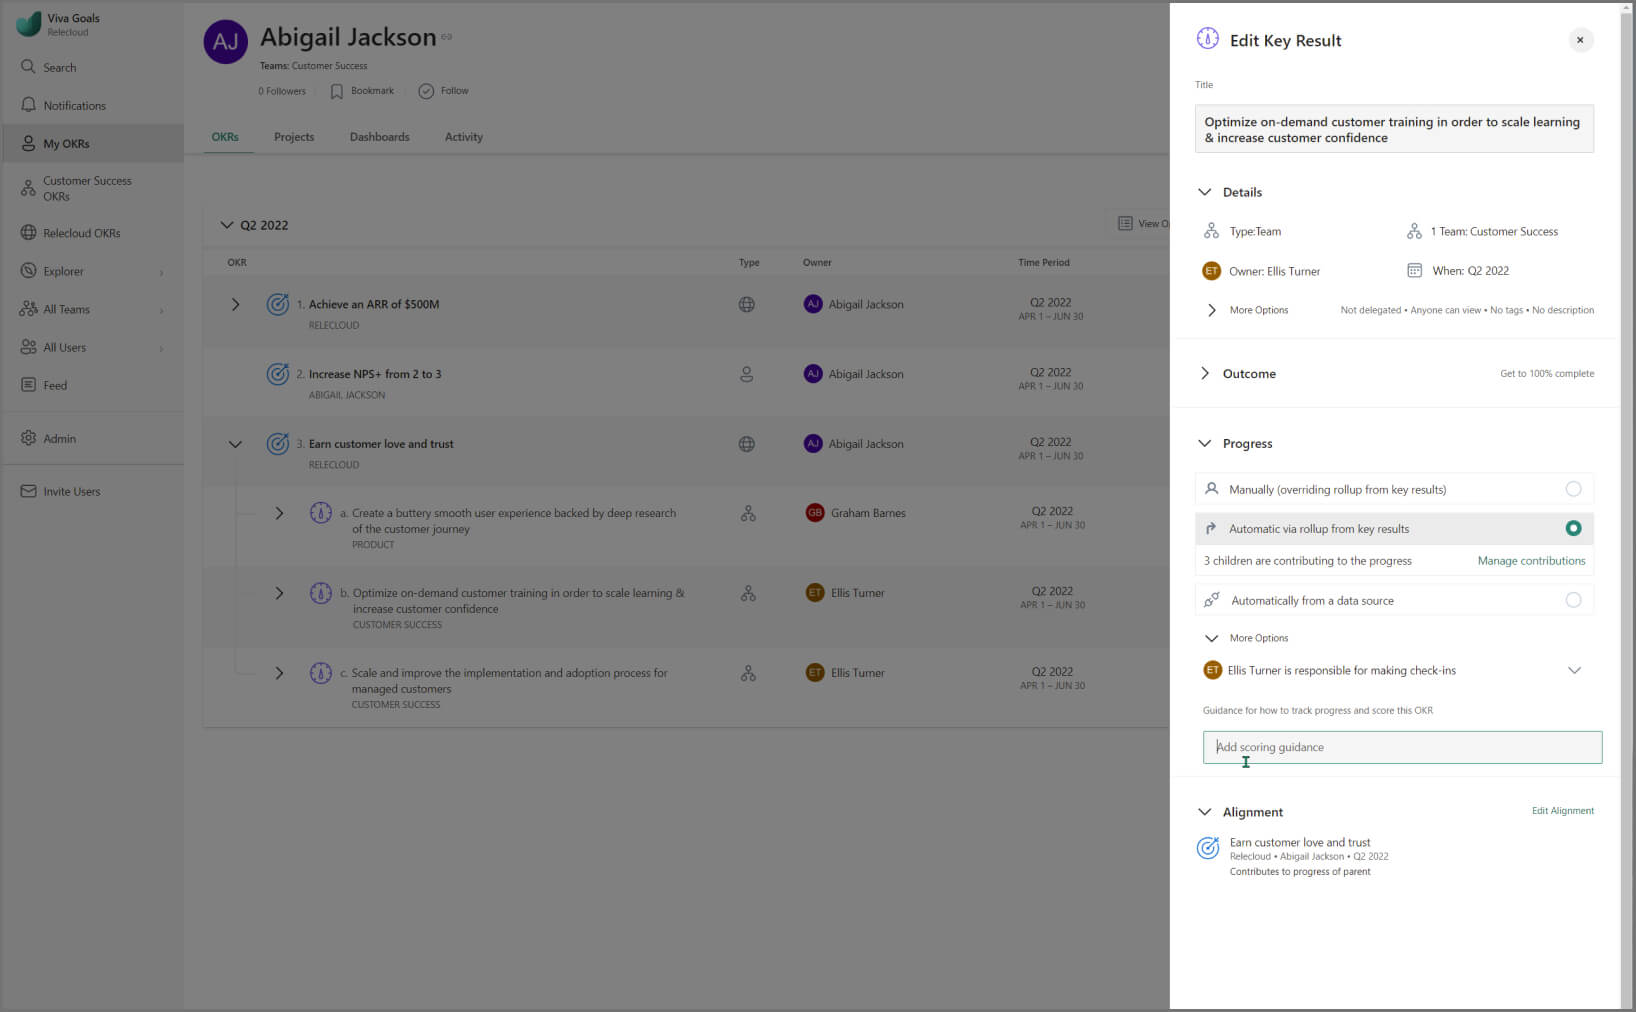 Viva Goals
Relecloud
Search
Notifications
My OKRs
Customer Success
OKRs
Relecloud OKRs
Explorer
All Teams
All Users
Feed
Admin
Invite Users
AJ
Abigail Jackson
Teams: Customer Success
0 Followers
Bookmark
Follow
OKRs
Projects
Dashboards
Activity
Q2 2022
View O
OKR
Type
Owner
Time Period
1. Achieve an ARR of $500M
RELECLOUD
AJ Abigail Jackson
Q2 2022
APR 1 – JUN 30
2. Increase NPS+ from 2 to 3
ABIGAIL JACKSON
AJ Abigail Jackson
Q2 2022
APR 1 – JUN 30
3. Earn customer love and trust
RELECLOUD
AJ Abigail Jackson
Q2 2022
APR 1 – JUN 30
a. Create a buttery smooth user experience backed by deep research
of the customer journey
PRODUCT
GB Graham Barnes
Q2 2022
APR 1 – JUN 30
b. Optimize on-demand customer training in order to scale learning &
increase customer confidence
CUSTOMER SUCCESS
ET Ellis Turner
Q2 2022
APR 1 – JUN 30
c. Scale and improve the implementation and adoption process for
managed customers
CUSTOMER SUCCESS
ET Ellis Turner
Q2 2022
APR 1 – JUN 30
Edit Key Result
Title
Optimize on-demand customer training in order to scale learning
& increase customer confidence
Details
Type:Team
1 Team: Customer Success
ET Owner: Ellis Turner
When: Q2 2022
More Options
Not delegated • Anyone can view • No tags • No description
Outcome
Get to 100% complete
Progress
Manually (overriding rollup from key results)
Automatic via rollup from key results
3 children are contributing to the progress
Manage contributions
Automatically from a data source
More Options
ET Ellis Turner is responsible for making check-ins
Guidance for how to track progress and score this OKR
Add scoring guidance
Alignment
Edit Alignment
Earn customer love and trust
Relecloud • Abigail Jackson • Q2 2022
Contributes to progress of parent